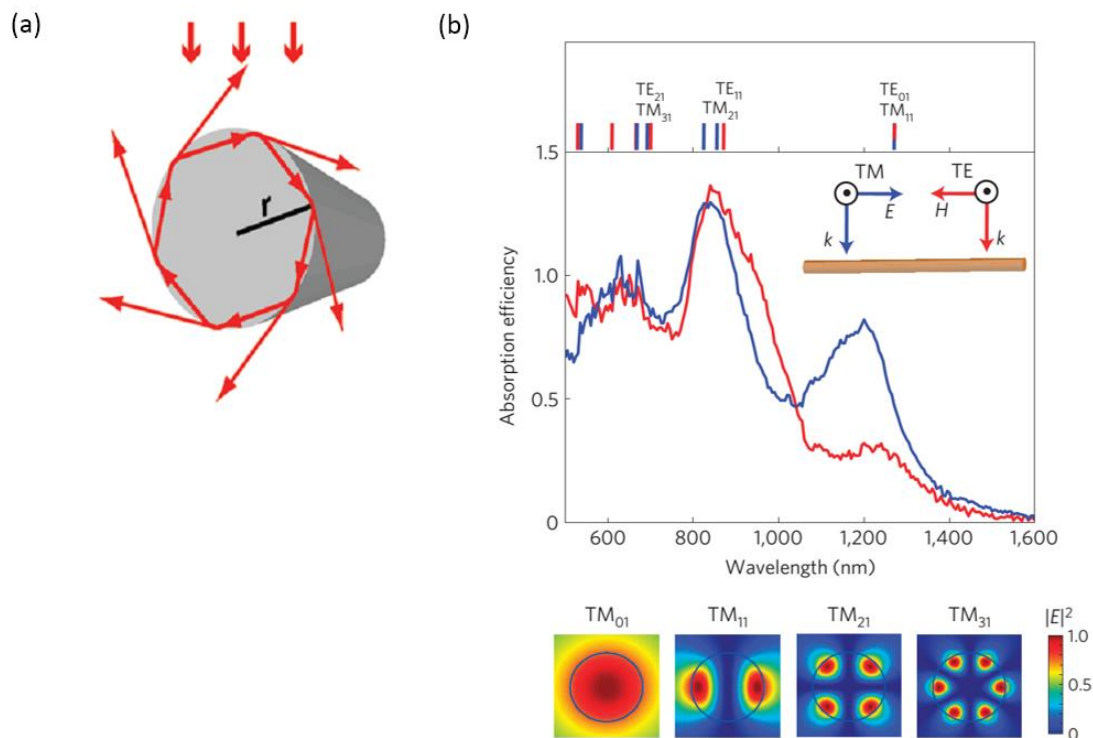 (a)
r
(b)
TE₂₁
TM₃₁
TE₁₁
TM₂₁
TE₀₁
TM₁₁
1.5
1.0
0.5
0
Absorption efficiency
TM
E
k
TE
H
k
600
800
1,000
1,200
1,400
1,600
Wavelength (nm)
TM₀₁
TM₁₁
TM₂₁
TM₃₁
|E|²
1.0
0.5
0